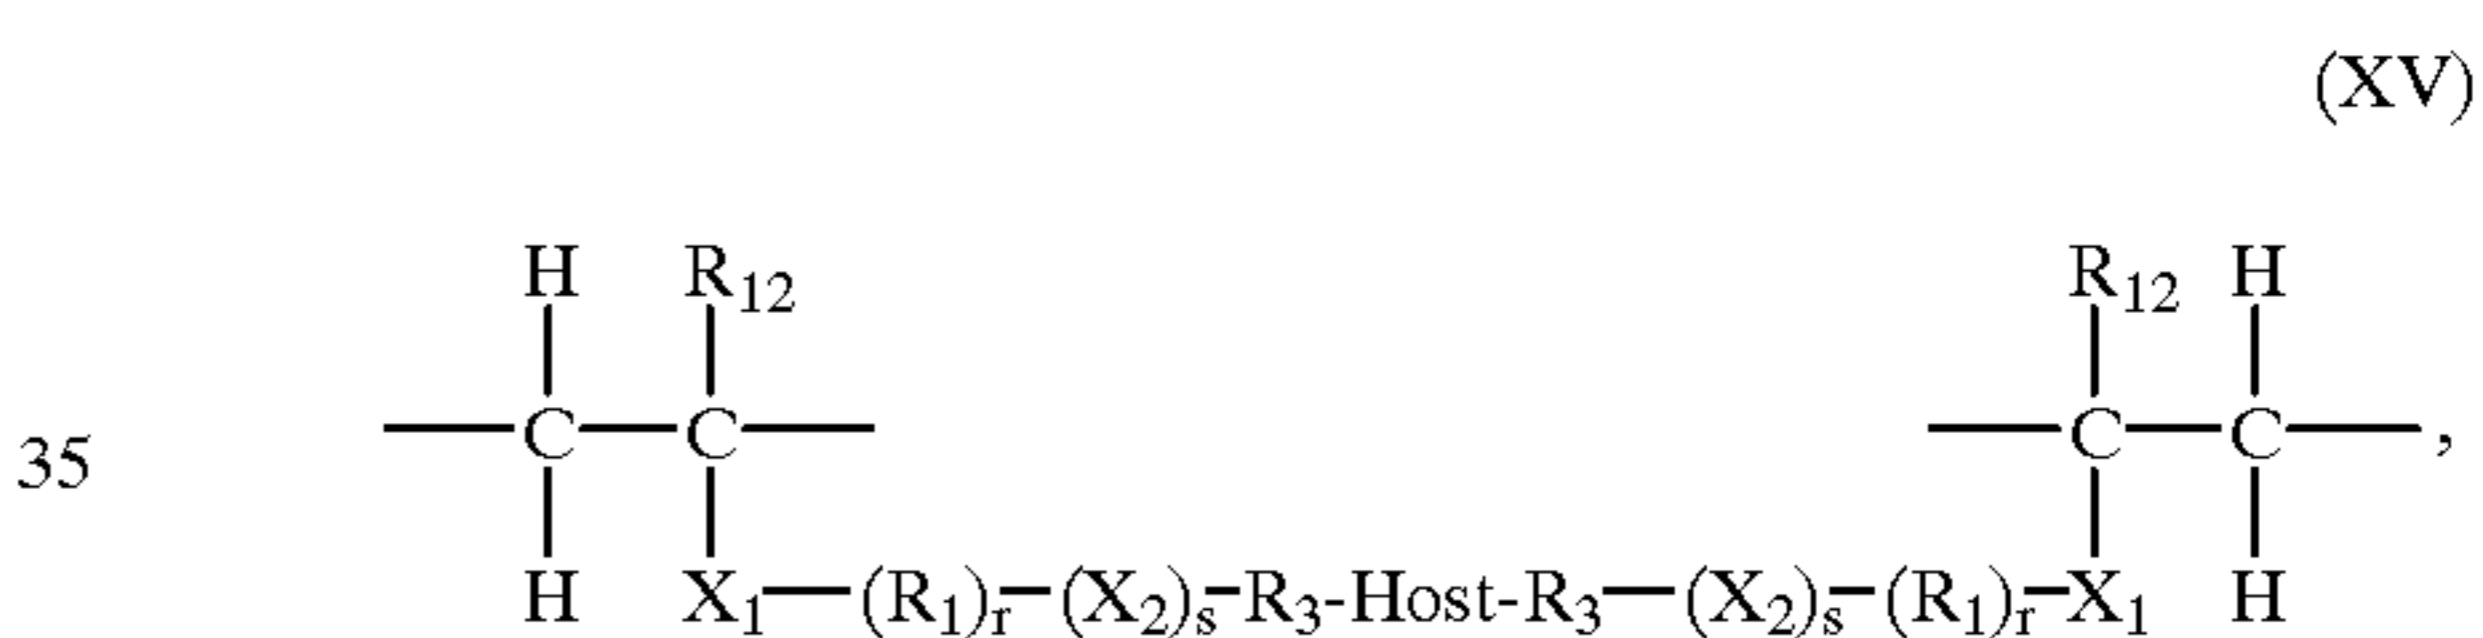 (XV)
H R12 R12 H
35 —C—C— —C—C—,
H X1—(R1)r—(X2)s-R3-Host-R3—(X2)s—(R1)r-X1 H